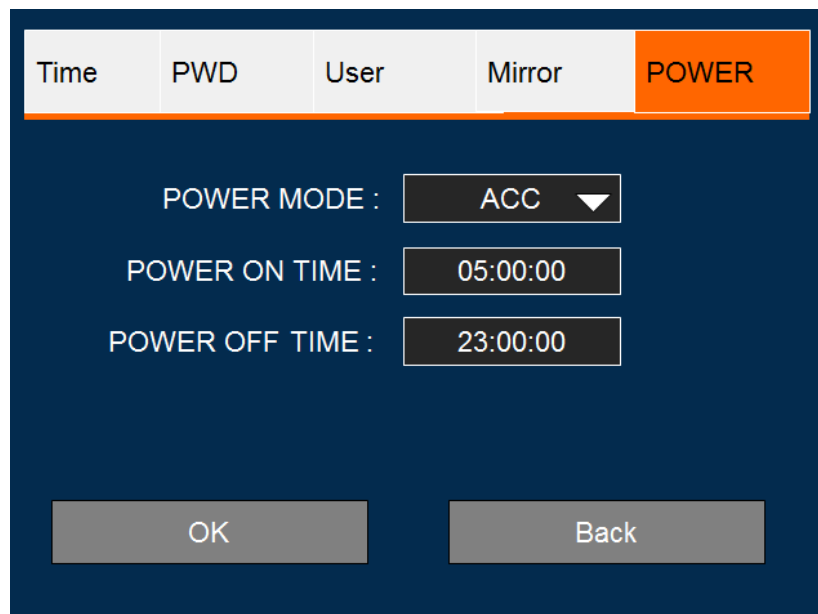 Time PWD User Mirror POWER
POWER MODE : ACC
POWER ON TIME : 05:00:00
POWER OFF TIME : 23:00:00
OK Back